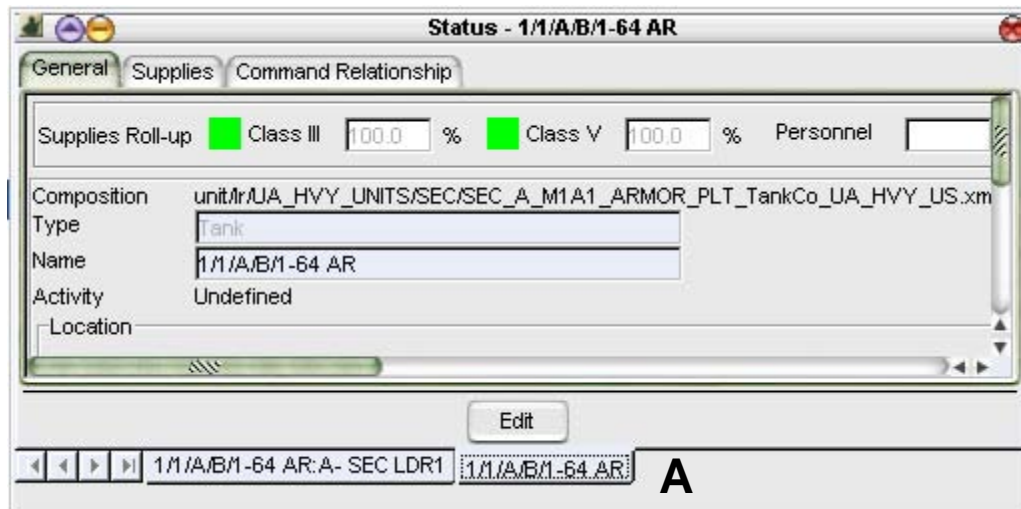 Status - 1/1/A/B/1-64 AR
General Supplies Command Relationship
Supplies Roll-up Class III 100.0 % Class V 100.0 % Personnel
Composition unit/lr/UA_HVY_UNITS/SEC/SEC_A_M1A1_ARMOR_PLT_TankCo_UA_HVY_US.xm
Type Tank
Name 1/1/A/B/1-64 AR
Activity Undefined
Location
Edit
1/1/A/B/1-64 AR:A- SEC LDR1 1/1/A/B/1-64 AR A